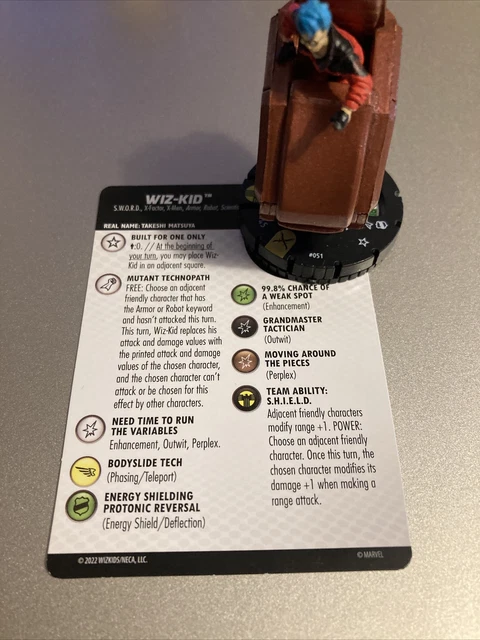 WIZ-KID™
S.W.O.R.D., X-Factor, X-Men, Armor, Robot, Scientist
REAL NAME: TAKESHI MATSUYA
BUILT FOR ONE ONLY
:0. // At the beginning of
your turn, you may place Wiz-
Kid in an adjacent square.
MUTANT TECHNOPATH
FREE: Choose an adjacent
friendly character that has
the Armor or Robot keyword
and hasn't attacked this turn.
This turn, Wiz-Kid replaces his
attack and damage values with
the printed attack and damage
values of the chosen character,
and the chosen character can't
attack or be chosen for this
effect by other characters.
NEED TIME TO RUN
THE VARIABLES
Enhancement, Outwit, Perplex.
BODYSLIDE TECH
(Phasing/Teleport)
ENERGY SHIELDING
PROTONIC REVERSAL
(Energy Shield/Deflection)
#051
99.8% CHANCE OF
A WEAK SPOT
(Enhancement)
GRANDMASTER
TACTICIAN
(Outwit)
MOVING AROUND
THE PIECES
(Perplex)
TEAM ABILITY:
S.H.I.E.L.D.
Adjacent friendly characters
modify range +1. POWER:
Choose an adjacent friendly
character. Once this turn, the
chosen character modifies its
damage +1 when making a
range attack.
© 2022 WIZKIDS/NECA, LLC.
© MARVEL